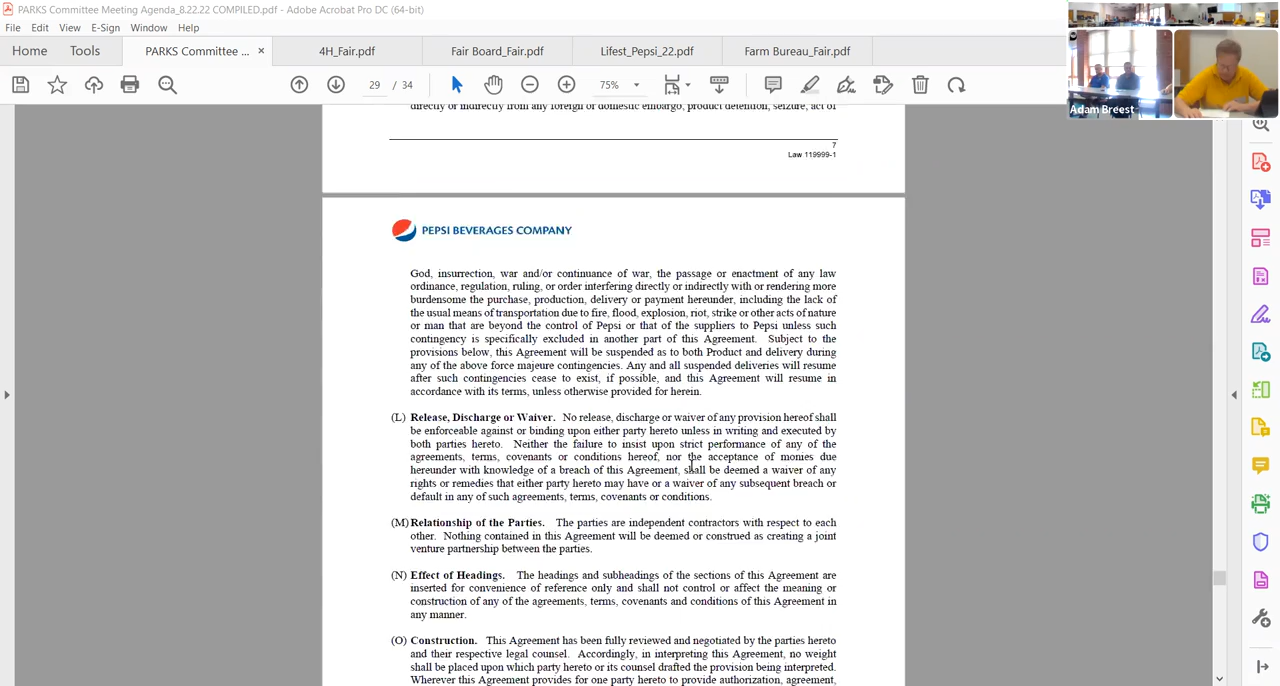 PARKS Committee Meeting Agenda_8.22.22 COMPILED.pdf - Adobe Acrobat Pro DC (64-bit)
File Edit View E-Sign Window Help
Home Tools PARKS Committee ... × 4H_Fair.pdf Fair Board_Fair.pdf Lifest_Pepsi_22.pdf Farm Bureau_Fair.pdf
29 / 34 75%
Adam Breest
directly or indirectly from any foreign or domestic embargo, product detention, seizure, act of
7
Law 119999-1
PEPSI BEVERAGES COMPANY
God, insurrection, war and/or continuance of war, the passage or enactment of any law
ordinance, regulation, ruling, or order interfering directly or indirectly with or rendering more
burdensome the purchase, production, delivery or payment hereunder, including the lack of
the usual means of transportation due to fire, flood, explosion, riot, strike or other acts of nature
or man that are beyond the control of Pepsi or that of the suppliers to Pepsi unless such
contingency is specifically excluded in another part of this Agreement. Subject to the
provisions below, this Agreement will be suspended as to both Product and delivery during
any of the above force majeure contingencies. Any and all suspended deliveries will resume
after such contingencies cease to exist, if possible, and this Agreement will resume in
accordance with its terms, unless otherwise provided for herein.
(L) Release, Discharge or Waiver. No release, discharge or waiver of any provision hereof shall
be enforceable against or binding upon either party hereto unless in writing and executed by
both parties hereto. Neither the failure to insist upon strict performance of any of the
agreements, terms, covenants or conditions hereof, nor the acceptance of monies due
hereunder with knowledge of a breach of this Agreement, shall be deemed a waiver of any
rights or remedies that either party hereto may have or a waiver of any subsequent breach or
default in any of such agreements, terms, covenants or conditions.
(M) Relationship of the Parties. The parties are independent contractors with respect to each
other. Nothing contained in this Agreement will be deemed or construed as creating a joint
venture partnership between the parties.
(N) Effect of Headings. The headings and subheadings of the sections of this Agreement are
inserted for convenience of reference only and shall not control or affect the meaning or
construction of any of the agreements, terms, covenants and conditions of this Agreement in
any manner.
(O) Construction. This Agreement has been fully reviewed and negotiated by the parties hereto
and their respective legal counsel. Accordingly, in interpreting this Agreement, no weight
shall be placed upon which party hereto or its counsel drafted the provision being interpreted.
Wherever this Agreement provides for one party hereto to provide authorization, agreement,